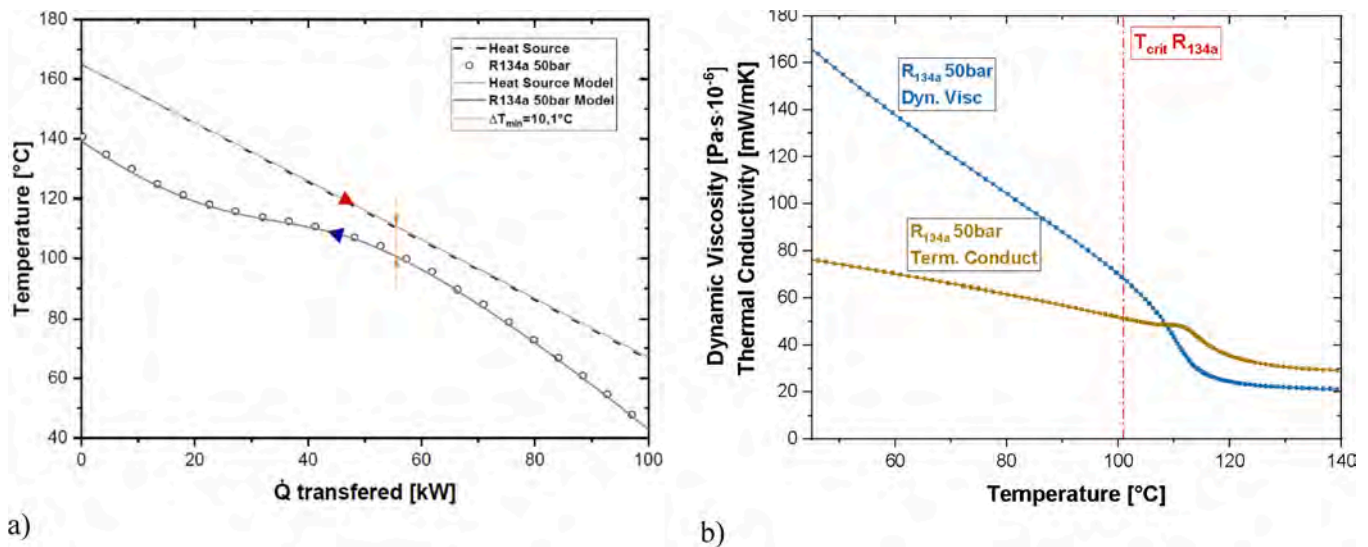 180
160
140
120
100
80
60
40
Temperature [°C]
Heat Source
R134a 50bar
Heat Source Model
R134a 50bar Model
ΔTmin=10,1°C
0
20
40
60
80
100
Q̇ transfered [kW]
a)
180
160
140
120
100
80
60
40
20
0
Dynamic Viscosity [Pa·s·10⁻⁶]
Thermal Cnductivity [mW/mK]
R134a 50bar
Dyn. Visc
Tcrit R134a
R134a 50bar
Term. Conduct
60
80
100
120
140
Temperature [°C]
b)